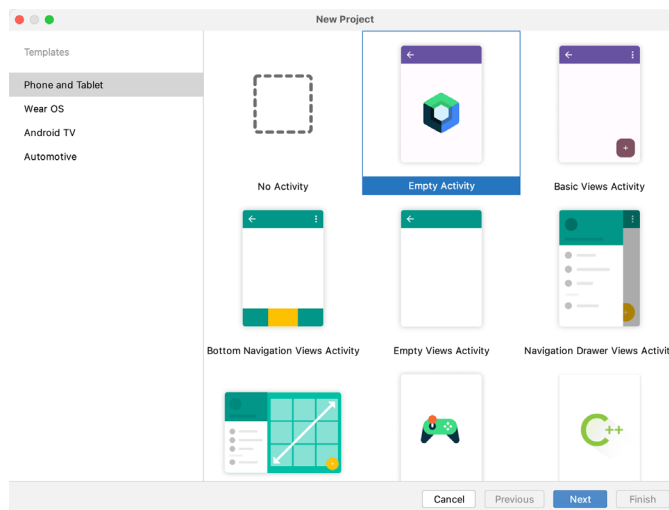 New Project
Templates
Phone and Tablet
Wear OS
Android TV
Automotive
No Activity
Empty Activity
Basic Views Activity
Bottom Navigation Views Activity
Empty Views Activity
Navigation Drawer Views Activit
C++
Cancel
Previous
Next
Finish